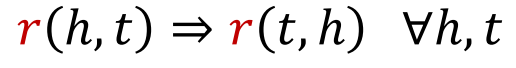 r(h, t) ⇒ r(t, h) ∀h, t